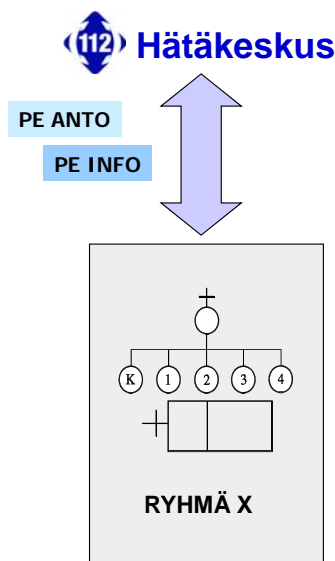 112 Hätäkeskus
PE ANTO
PE INFO
K 1 2 3 4
RYHMÄ X